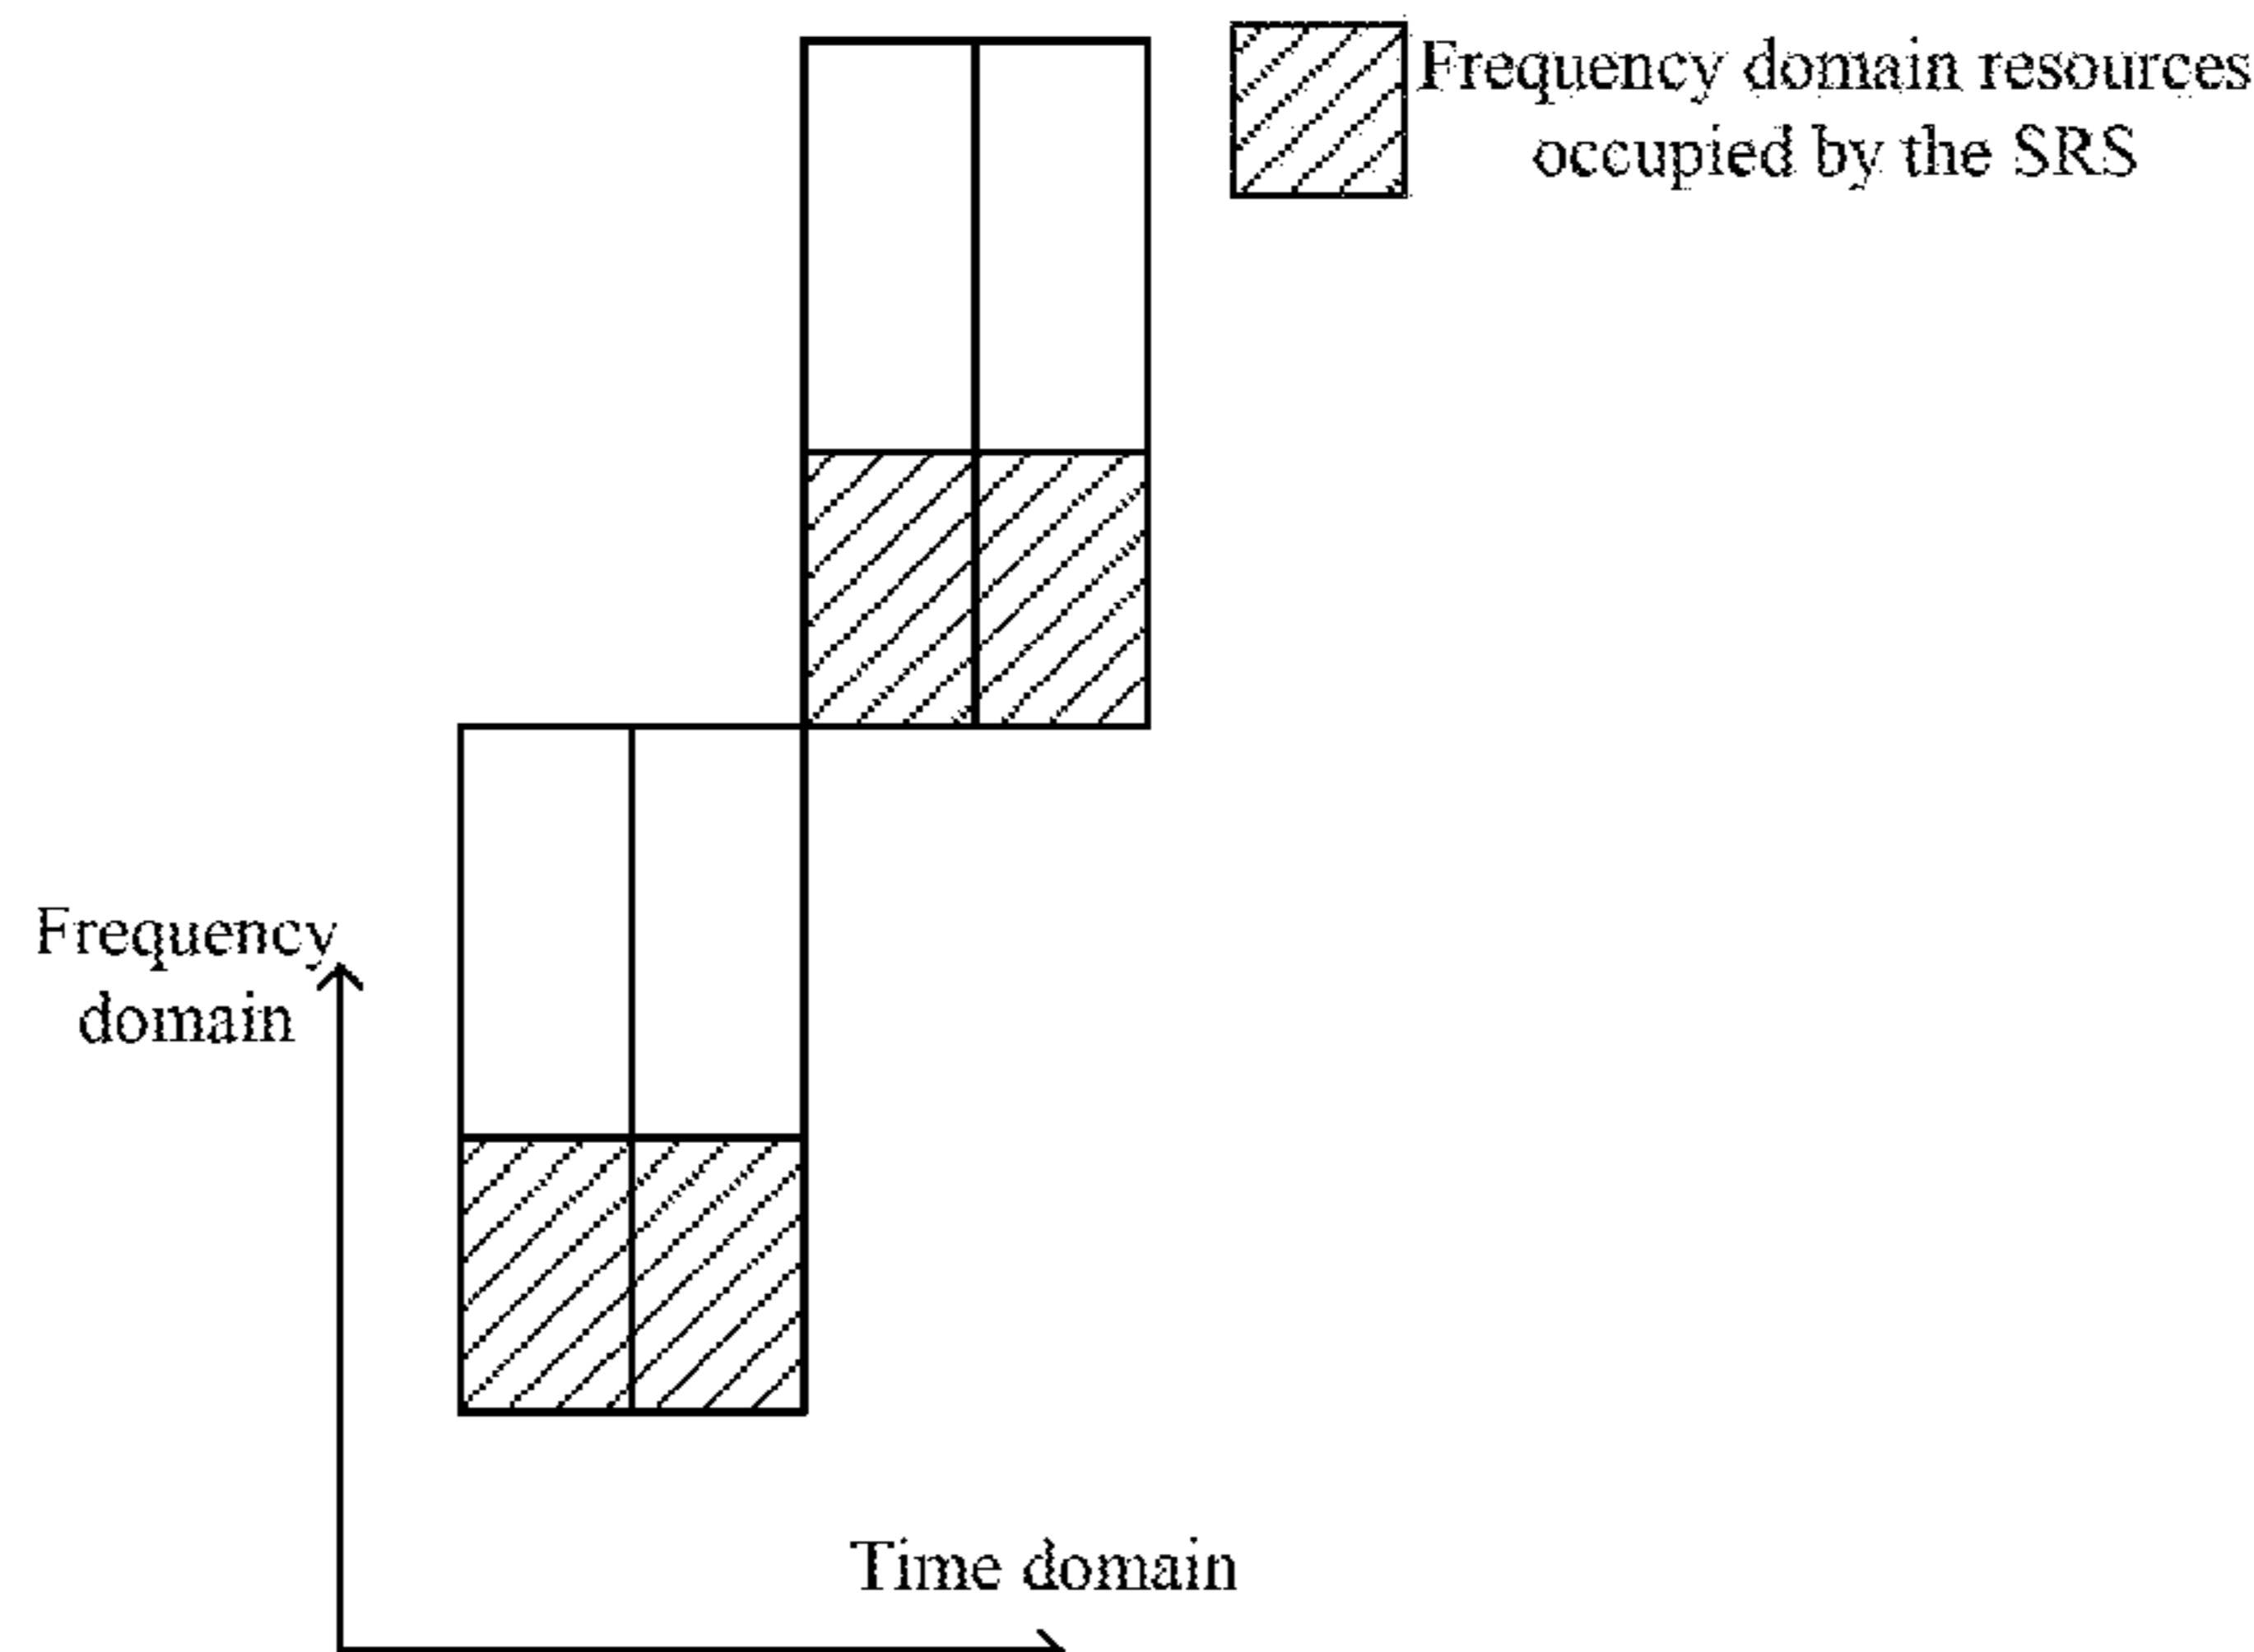 Frequency domain resources
occupied by the SRS
Frequency
domain
Time domain